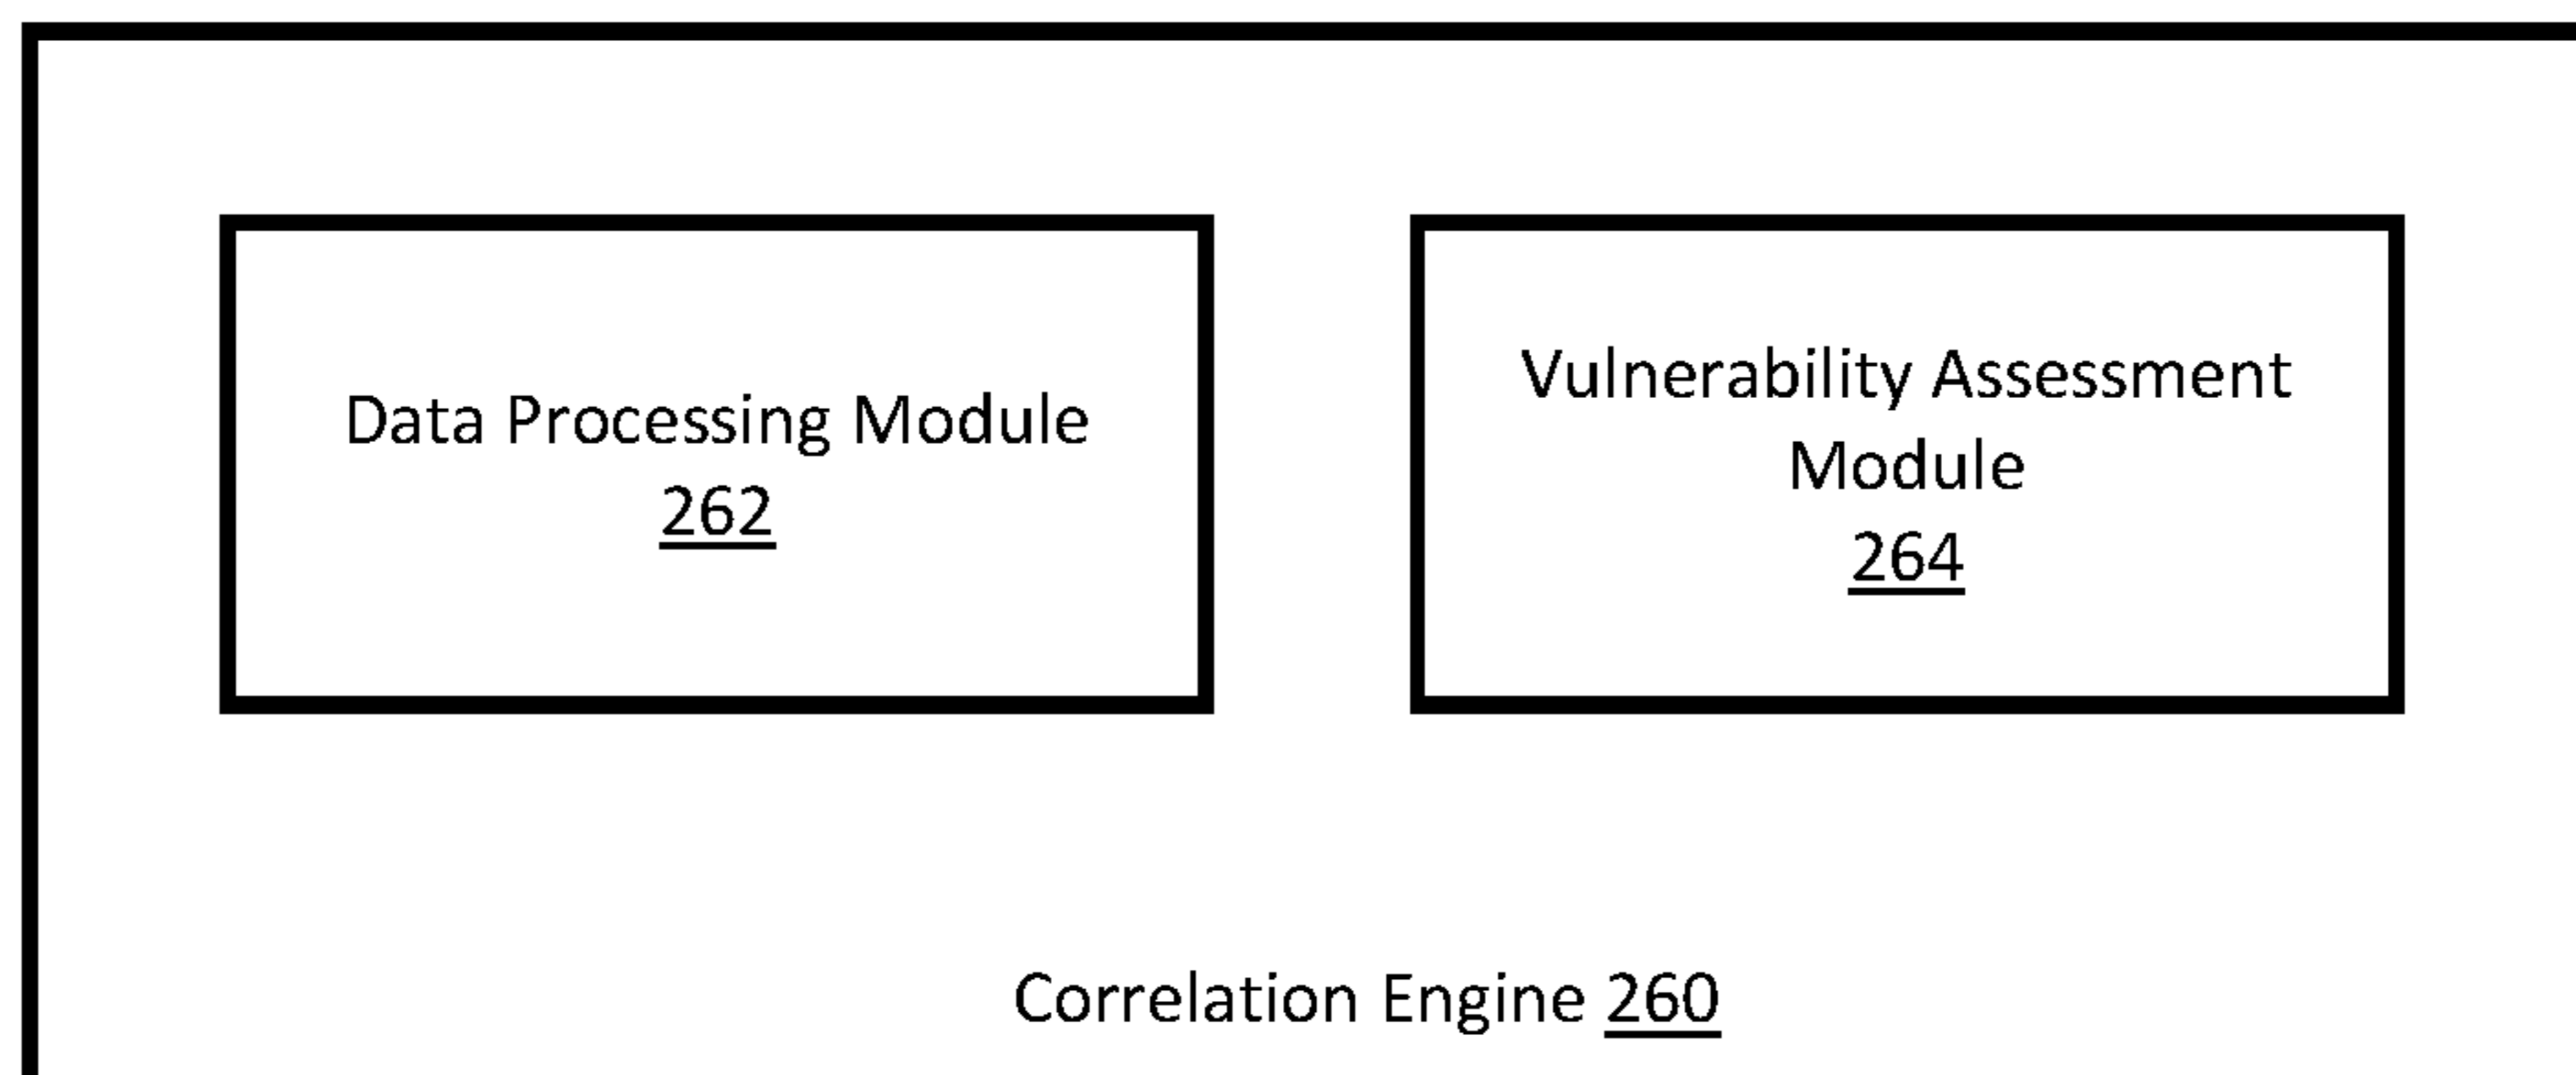 Data Processing Module
262
Vulnerability Assessment
Module
264
Correlation Engine 260